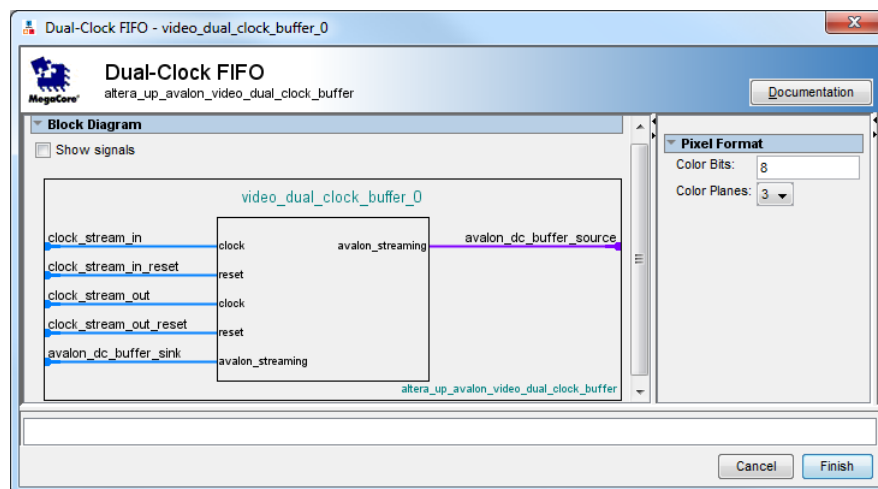 Dual-Clock FIFO - video_dual_clock_buffer_0
Dual-Clock FIFO
altera_up_avalon_video_dual_clock_buffer
MegaCore®
Documentation
Block Diagram
Show signals
video_dual_clock_buffer_0
clock_stream_in
clock
avalon_streaming
avalon_dc_buffer_source
clock_stream_in_reset
reset
clock_stream_out
clock
clock_stream_out_reset
reset
avalon_dc_buffer_sink
avalon_streaming
altera_up_avalon_video_dual_clock_buffer
Pixel Format
Color Bits: 8
Color Planes: 3
Cancel Finish